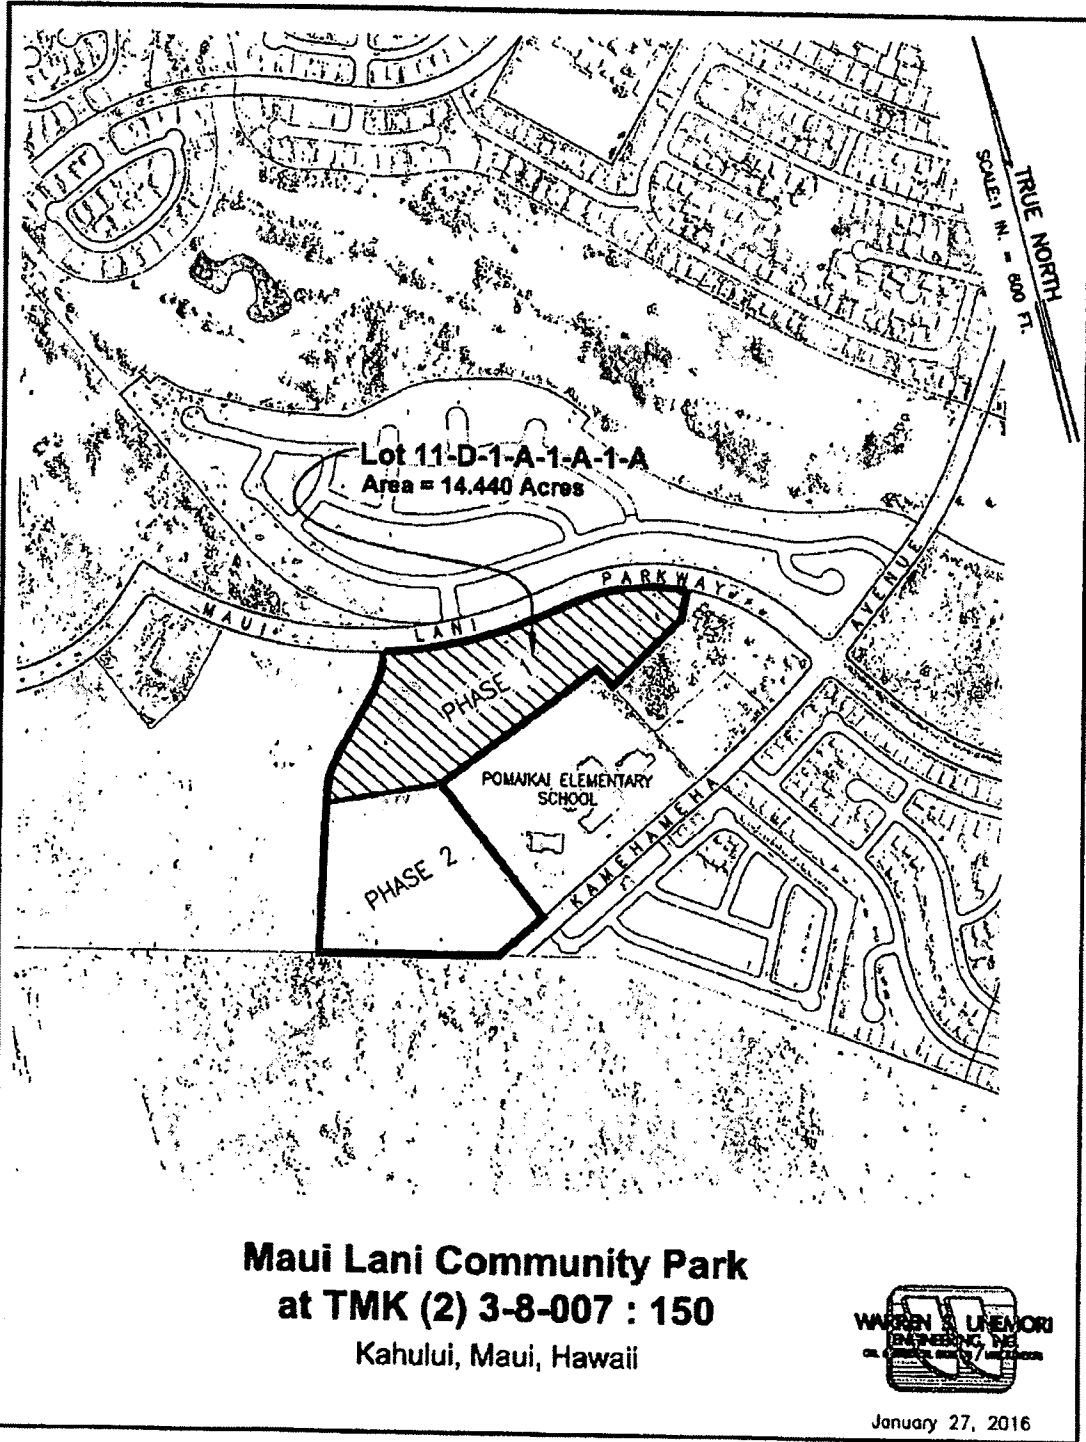 TRUE NORTH
SCALE:1 IN. = 600 FT.
Lot 11-D-1-A-1-A-1-A
Area = 14.440 Acres
MAUI LANI PARKWAY
KAMEHAMEHA AVENUE
PHASE 1
POMAIKAI ELEMENTARY
SCHOOL
PHASE 2
Maui Lani Community Park
at TMK (2) 3-8-007 : 150
Kahului, Maui, Hawaii
WARREN S. UNEMORI
ENGINEERING, INC.
January 27, 2016